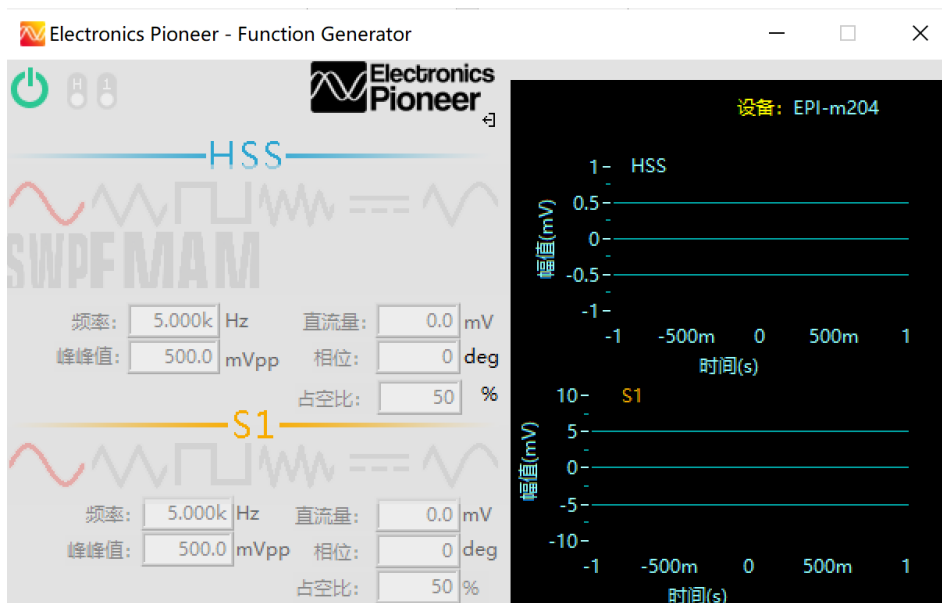 Electronics Pioneer - Function Generator
H 1
Electronics
Pioneer
HSS
SWPFMAM
频率: 5.000k Hz 直流量: 0.0 mV
峰峰值: 500.0 mVpp 相位: 0 deg
占空比: 50 %
S1
频率: 5.000k Hz 直流量: 0.0 mV
峰峰值: 500.0 mVpp 相位: 0 deg
占空比: 50 %
设备: EPI-m204
HSS
幅值(mV)
1
0.5
0
-0.5
-1
-1 -500m 0 500m 1
时间(s)
S1
幅值(mV)
10
5
0
-5
-10
-1 -500m 0 500m 1
时间(s)